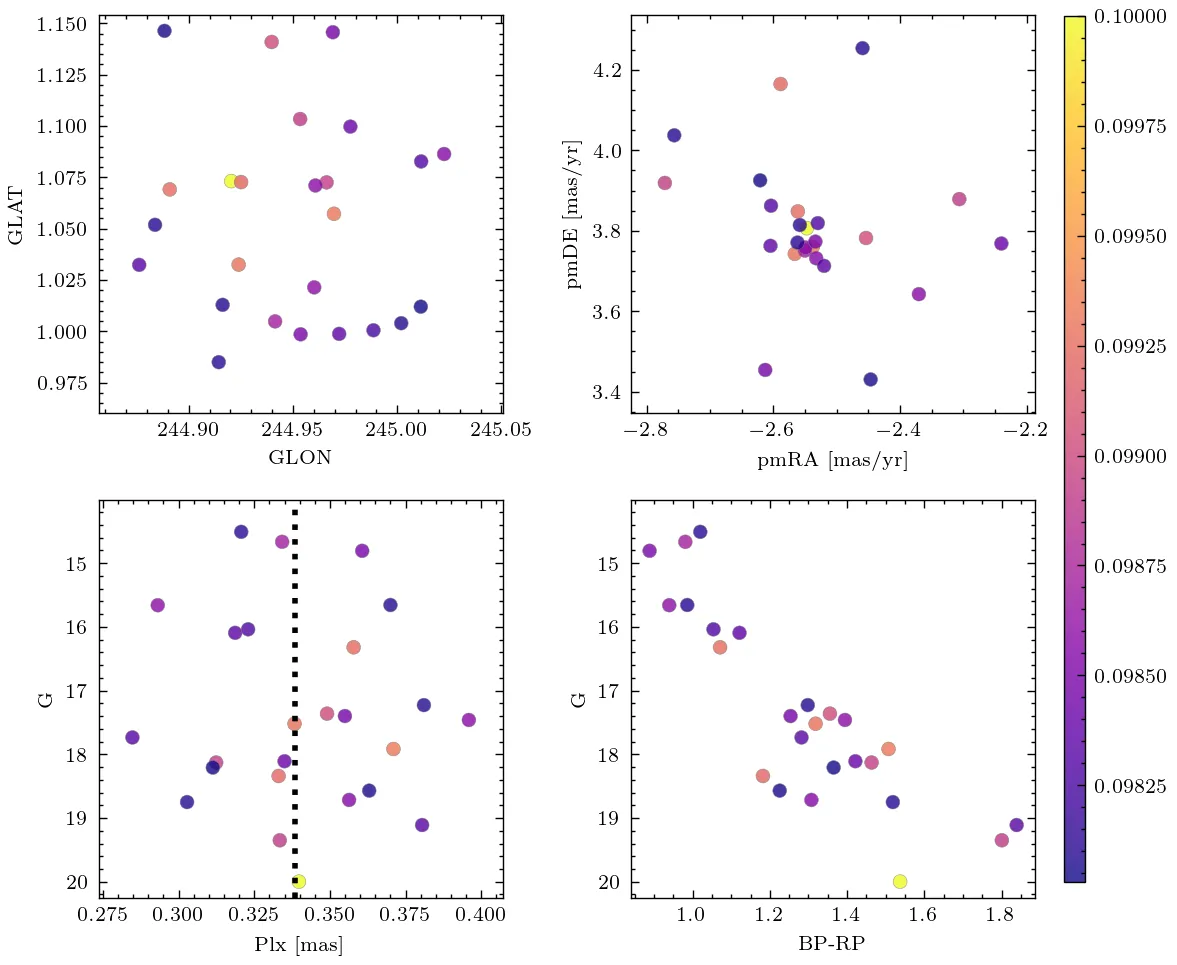 1.150
1.125
1.100
1.075
1.050
1.025
1.000
0.975
GLAT
244.90 244.95 245.00 245.05
GLON
4.2
4.0
3.8
3.6
3.4
pmDE [mas/yr]
−2.8 −2.6 −2.4 −2.2
pmRA [mas/yr]
15
16
17
18
19
20
G
0.275 0.300 0.325 0.350 0.375 0.400
Plx [mas]
15
16
17
18
19
20
G
1.0 1.2 1.4 1.6 1.8
BP-RP
0.10000
0.09975
0.09950
0.09925
0.09900
0.09875
0.09850
0.09825